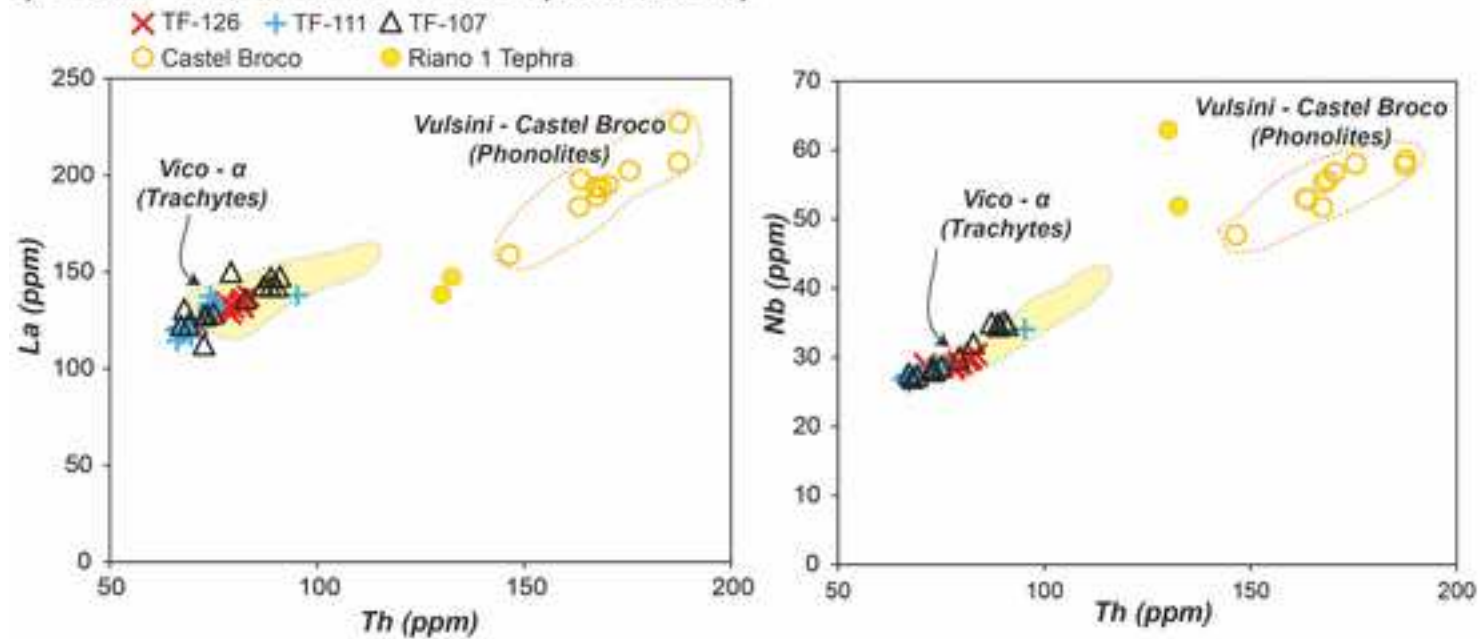 TF-126 TF-111 TF-107
Castel Broco Riano 1 Tephra
250
200
150
100
50
0
50 100 150 200
La (ppm)
Th (ppm)
Vico - α
(Trachytes)
Vulsini - Castel Broco
(Phonolites)
70
60
50
40
30
20
10
0
50 100 150 200
Nb (ppm)
Th (ppm)
Vico - α
(Trachytes)
Vulsini - Castel Broco
(Phonolites)